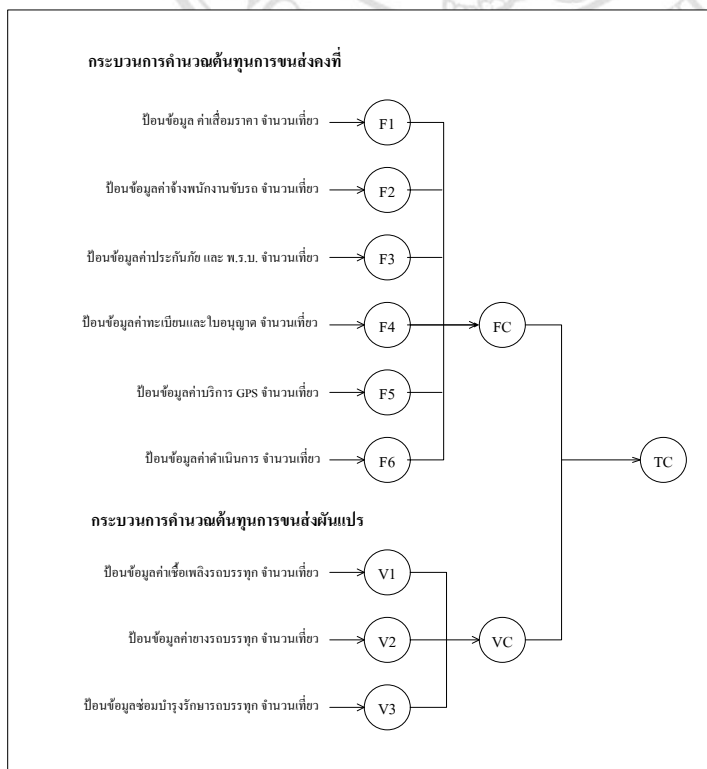 กระบวนการคำนวณต้นทุนการขนส่งคงที่
ป้อนข้อมูล ค่าเสื่อมราคา จำนวนเที่ยว F1
ป้อนข้อมูลค่าจ้างพนักงานขับรถ จำนวนเที่ยว F2
ป้อนข้อมูลค่าประกันภัย และ พ.ร.บ. จำนวนเที่ยว F3
ป้อนข้อมูลค่าทะเบียนและใบอนุญาต จำนวนเที่ยว F4 FC
ป้อนข้อมูลค่าบริการ GPS จำนวนเที่ยว F5
ป้อนข้อมูลค่าดำเนินการ จำนวนเที่ยว F6 TC
กระบวนการคำนวณต้นทุนการขนส่งผันแปร
ป้อนข้อมูลค่าเชื้อเพลิงรถบรรทุก จำนวนเที่ยว V1
ป้อนข้อมูลค่ายางรถบรรทุก จำนวนเที่ยว V2 VC
ป้อนข้อมูลซ่อมบำรุงรักษารถบรรทุก จำนวนเที่ยว V3